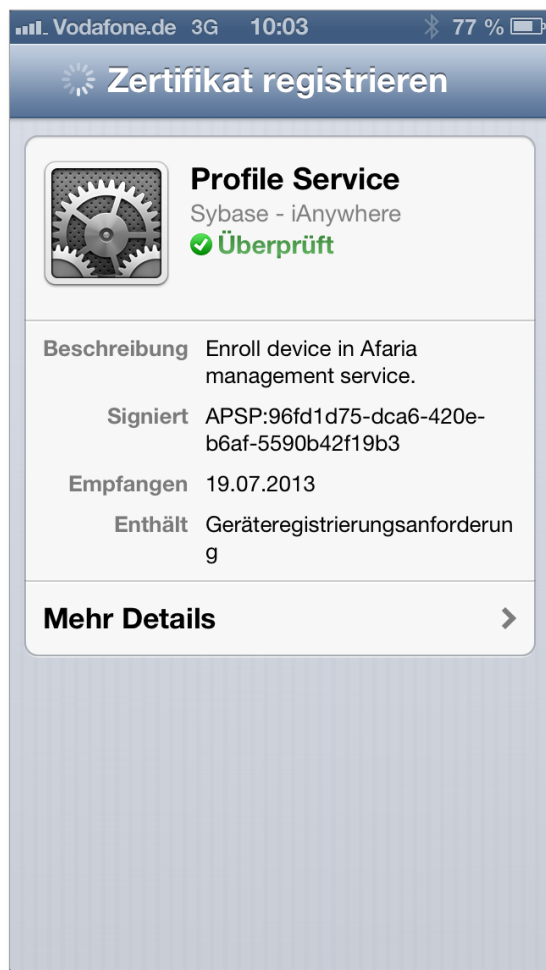 Vodafone.de 3G 10:03 77 %
Zertifikat registrieren
Profile Service
Sybase - iAnywhere
Überprüft
Beschreibung Enroll device in Afaria
management service.
Signiert APSP:96fd1d75-dca6-420e-
b6af-5590b42f19b3
Empfangen 19.07.2013
Enthält Geräteregistrierungsanforderun
g
Mehr Details